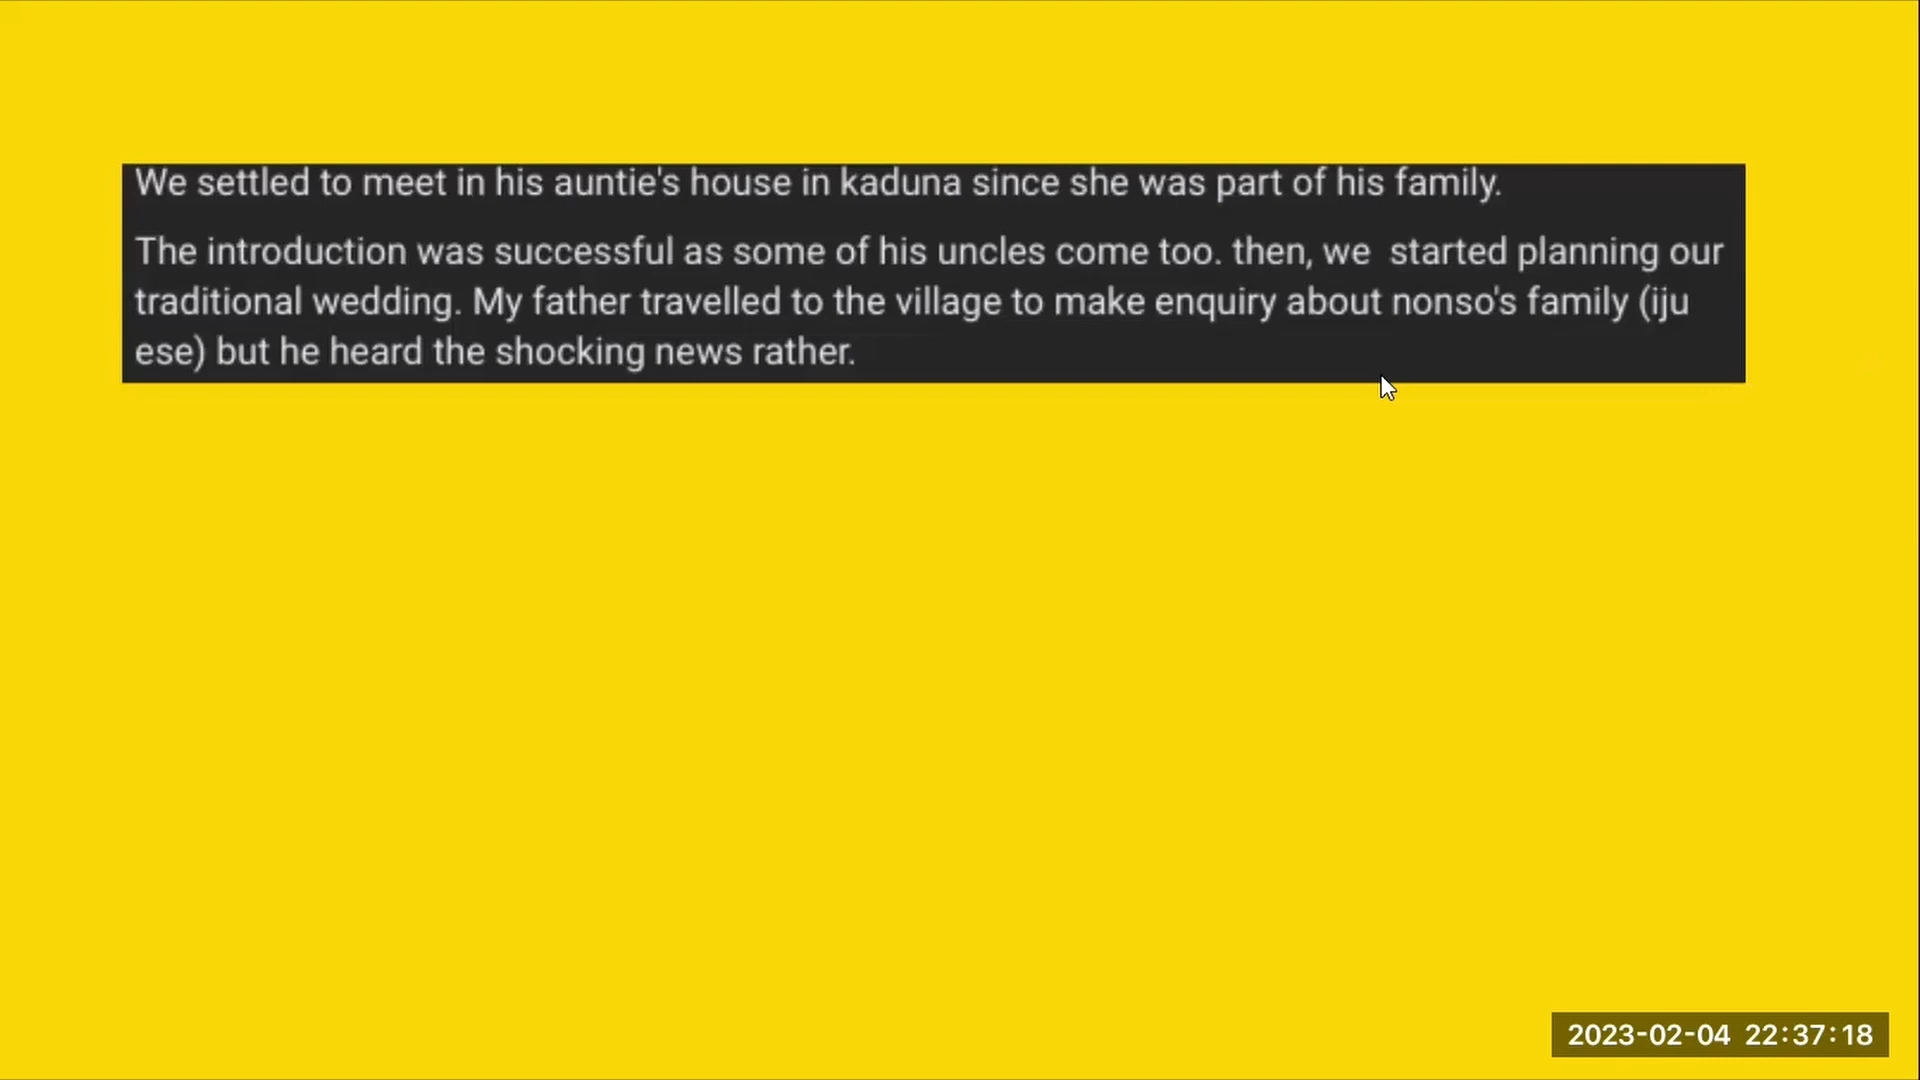 We settled to meet in his auntie's house in kaduna since she was part of his family.
The introduction was successful as some of his uncles come too. then, we  started planning our
traditional wedding. My father travelled to the village to make enquiry about nonso's family (iju
ese) but he heard the shocking news rather.
2023-02-04 22:37:18